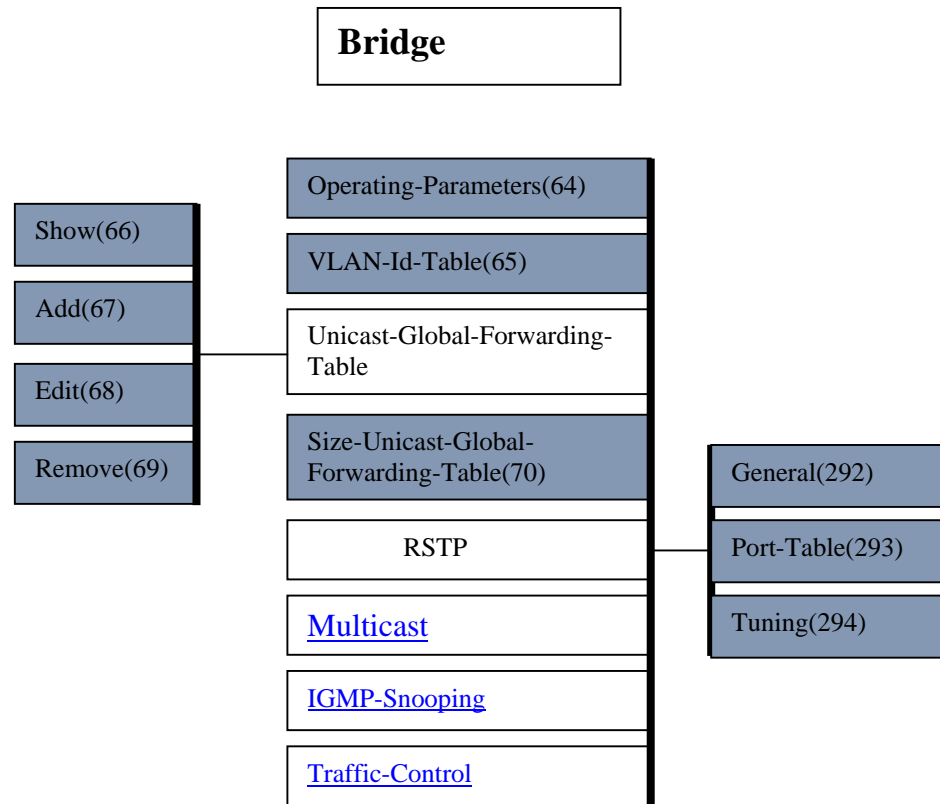 Bridge
Operating-Parameters(64)
VLAN-Id-Table(65)
Unicast-Global-Forwarding-
Table
Size-Unicast-Global-
Forwarding-Table(70)
RSTP
Multicast
IGMP-Snooping
Traffic-Control
Show(66)
Add(67)
Edit(68)
Remove(69)
General(292)
Port-Table(293)
Tuning(294)